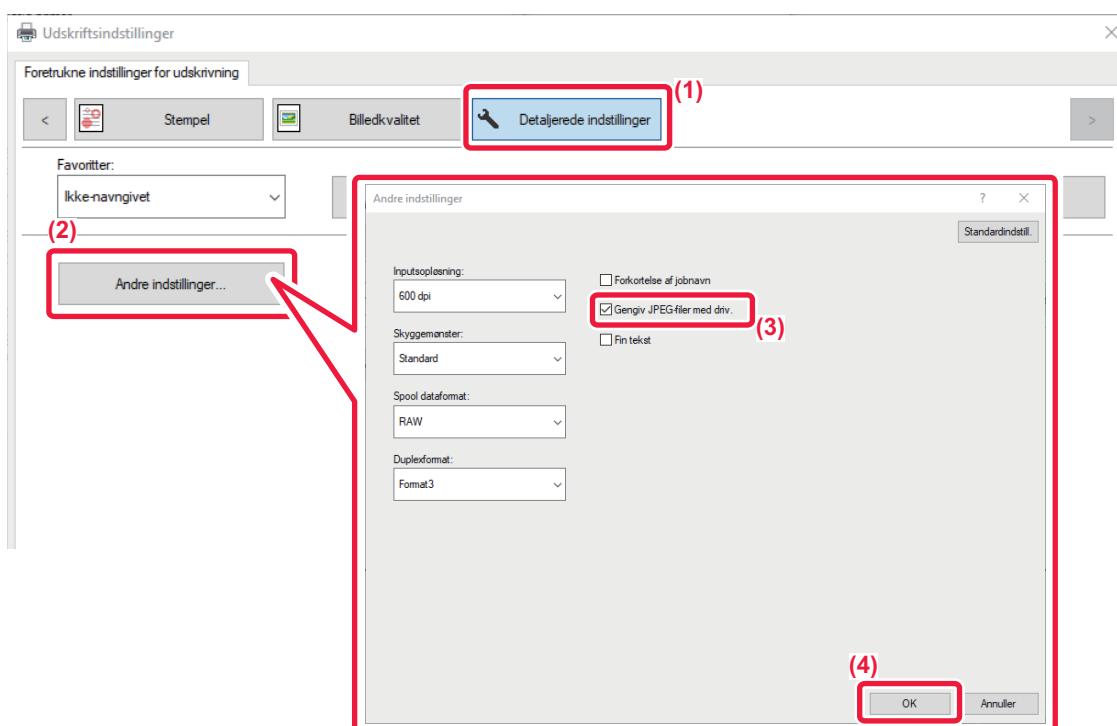 Udskriftsindstillinger
Foretrukne indstillinger for udskrivning
(1)
< Stempel Billedkvalitet Detaljerede indstillinger >
Favoritter:
Ikke-navngivet
(2)
Andre indstillinger...
Andre indstillinger ?
Standardindstill.
Inputsopløsning:
600 dpi
Skyggemønster:
Standard
Spool dataformat:
RAW
Duplexformat:
Format3
Forkortelse af jobnavn
Gengiv JPEG-filer med driv.
(3)
Fin tekst
(4)
OK Annuller